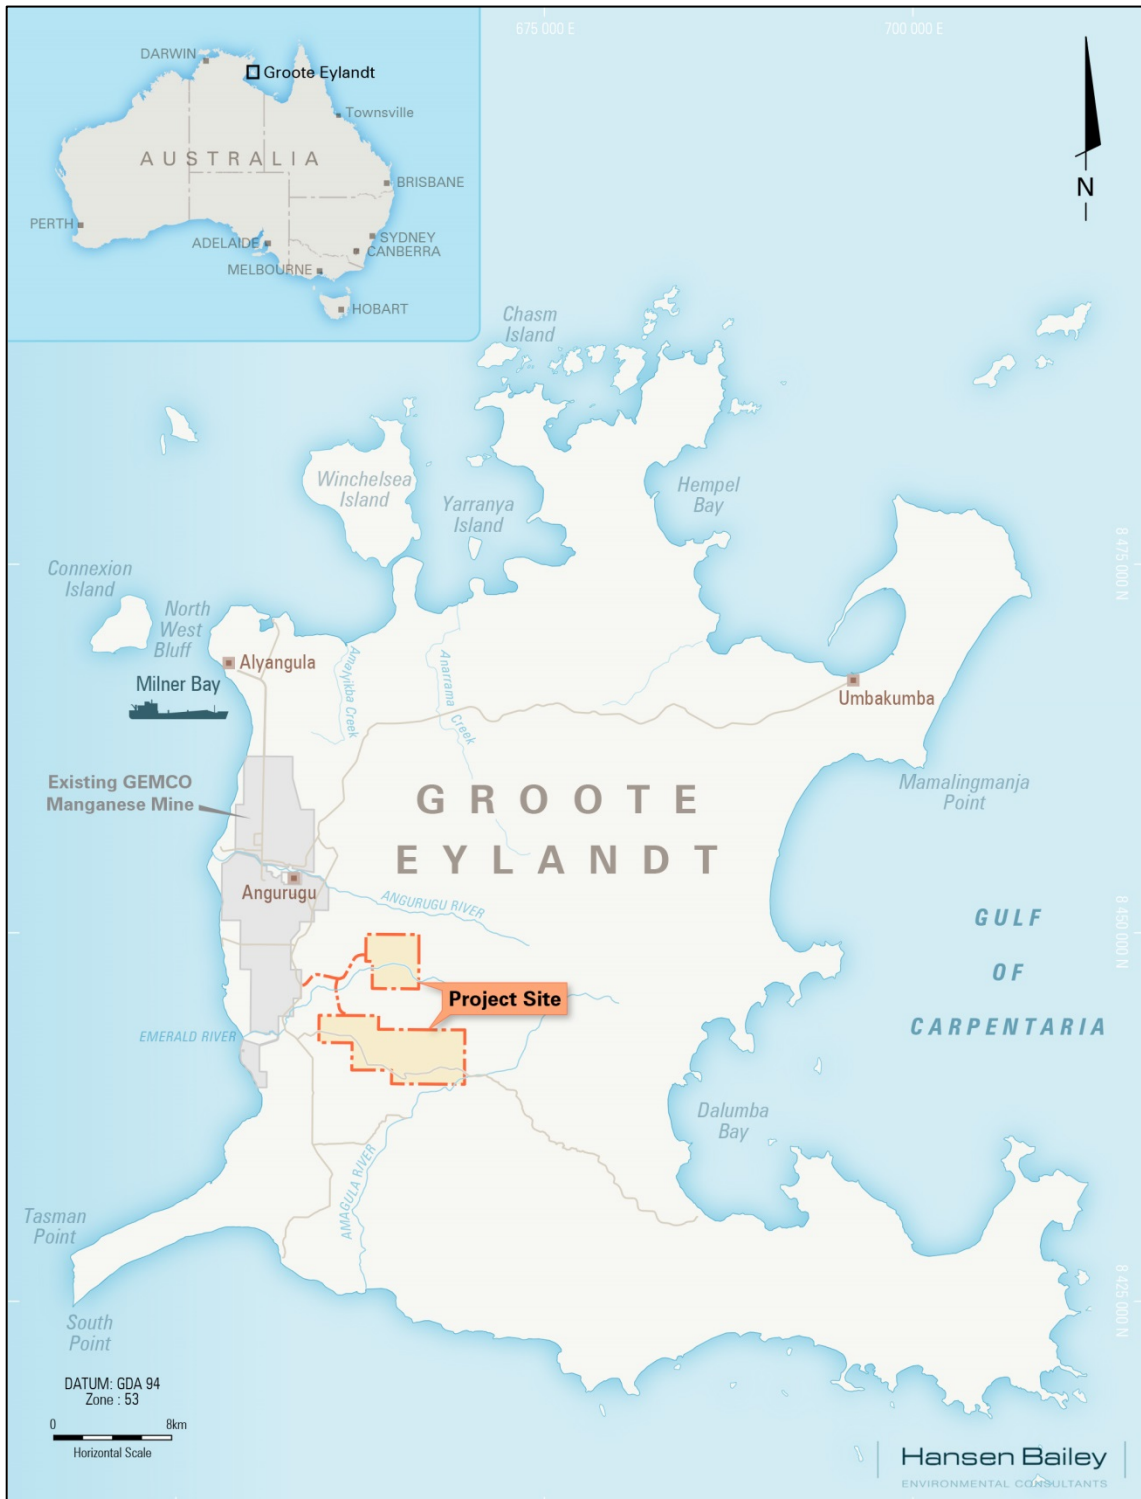 675 000 E
700 000 E
DARWIN
Groote Eylandt
Townsville
AUSTRALIA
BRISBANE
PERTH
ADELAIDE
SYDNEY
CANBERRA
MELBOURNE
HOBART
N
Chasm
Island
Winchelsea
Island
Yarranya
Island
Hempel
Bay
8 475 000 N
Connexion
Island
North
West
Bluff
Alyangula
Milner Bay
Amalyikba Creek
Anarrama Creek
Umbakumba
Existing GEMCO
Manganese Mine
GROOTE
EYLANDT
Mamalingmanja
Point
Angurugu
ANGURUGU RIVER
GULF
OF
CARPENTARIA
8 450 000 N
Project Site
EMERALD RIVER
Dalumba
Bay
AMAGULA RIVER
Tasman
Point
South
Point
8 425 000 N
DATUM: GDA 94
Zone : 53
0 8km
Horizontal Scale
Hansen Bailey
ENVIRONMENTAL CONSULTANTS